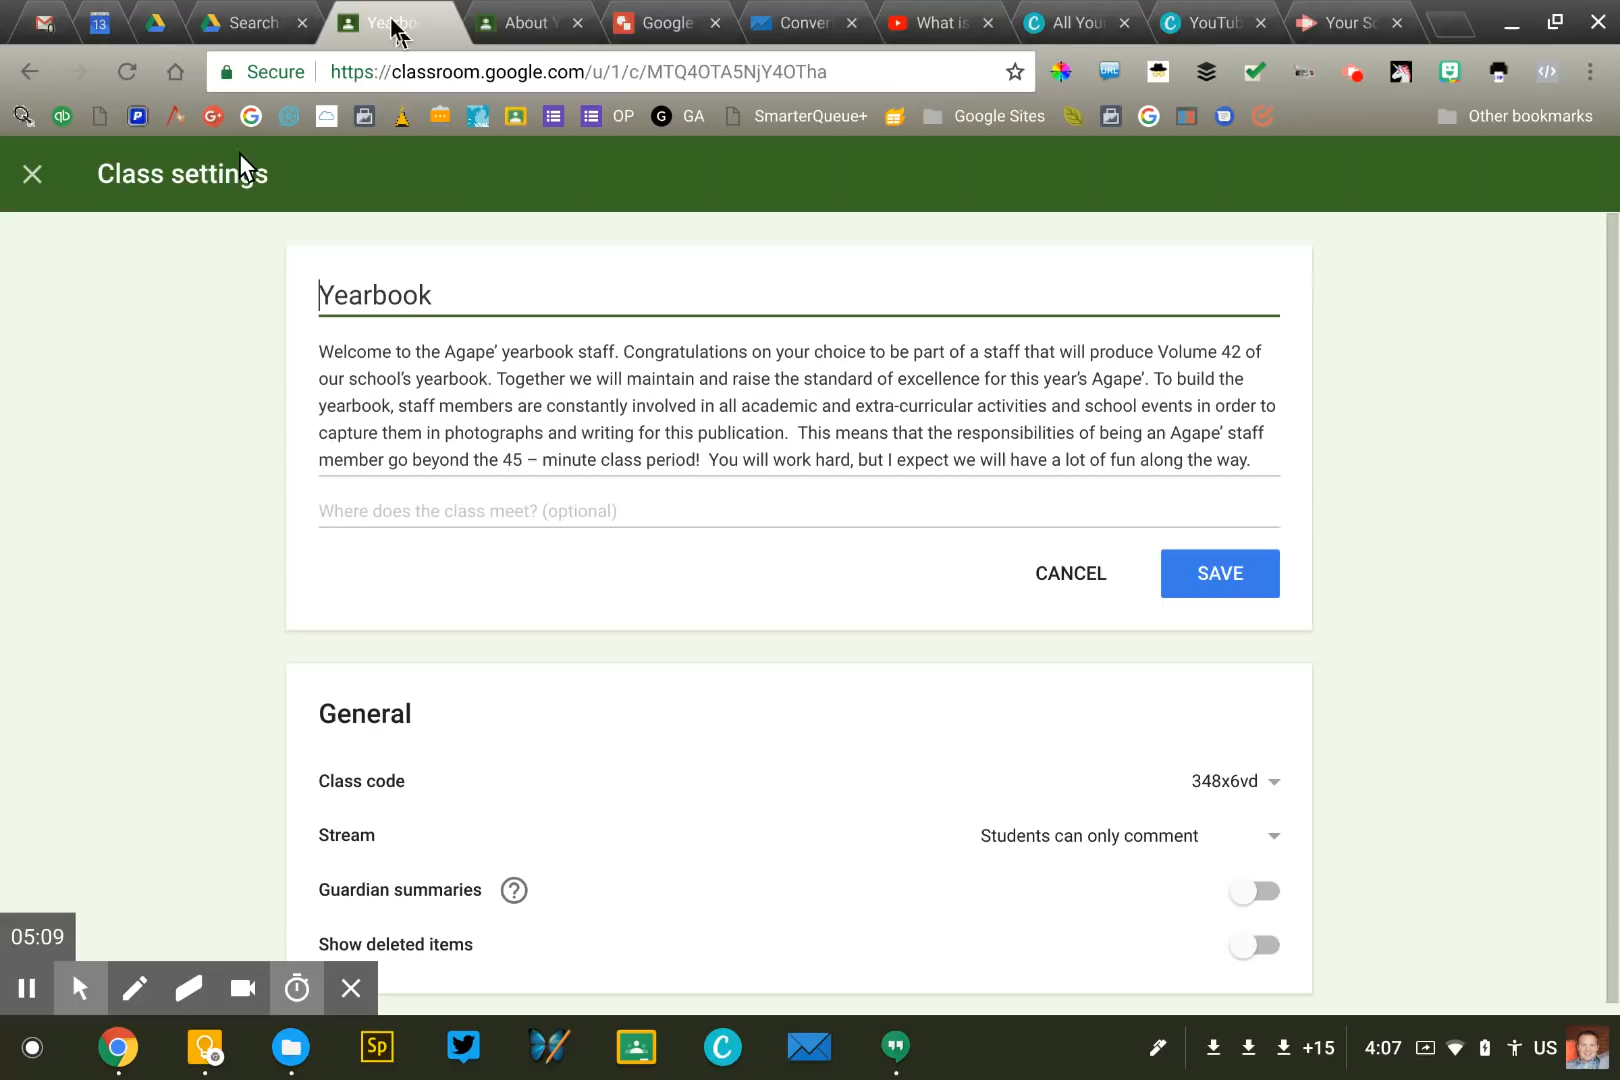 13
Search
Yearbo
About Y
Google
Conver
What is
All You
YouTub
Your Sc
Secure
https://classroom.google.com/u/1/c/MTQ4OTA5NjY4OTha
URL
OP
GA
SmarterQueue+
Google Sites
Other bookmarks
Class settings
Yearbook
Welcome to the Agape’ yearbook staff. Congratulations on your choice to be part of a staff that will produce Volume 42 of
our school’s yearbook. Together we will maintain and raise the standard of excellence for this year’s Agape’. To build the
yearbook, staff members are constantly involved in all academic and extra-curricular activities and school events in order to
capture them in photographs and writing for this publication.  This means that the responsibilities of being an Agape’ staff
member go beyond the 45 – minute class period!  You will work hard, but I expect we will have a lot of fun along the way.
Where does the class meet? (optional)
CANCEL
SAVE
General
Class code
348x6vd
Stream
Students can only comment
Guardian summaries
Show deleted items
05:09
Sp
+15
4:07
US